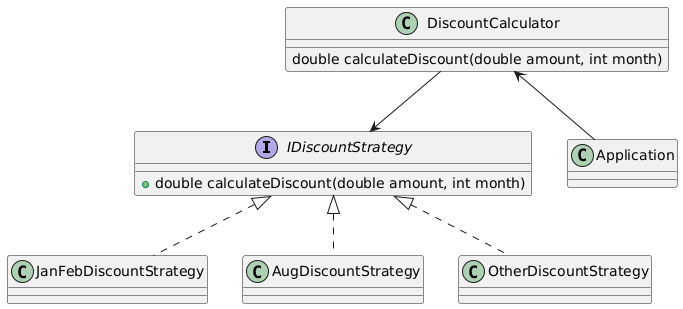 C DiscountCalculator
double calculateDiscount(double amount, int month)
I IDiscountStrategy
double calculateDiscount(double amount, int month)
C Application
C JanFebDiscountStrategy
C AugDiscountStrategy
C OtherDiscountStrategy